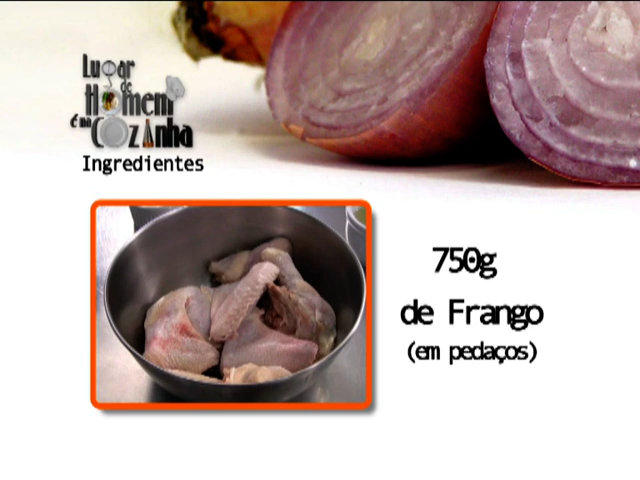 Lugar
de
Homem
é na
Cozinha
Ingredientes
750g
de Frango
(em pedaços)